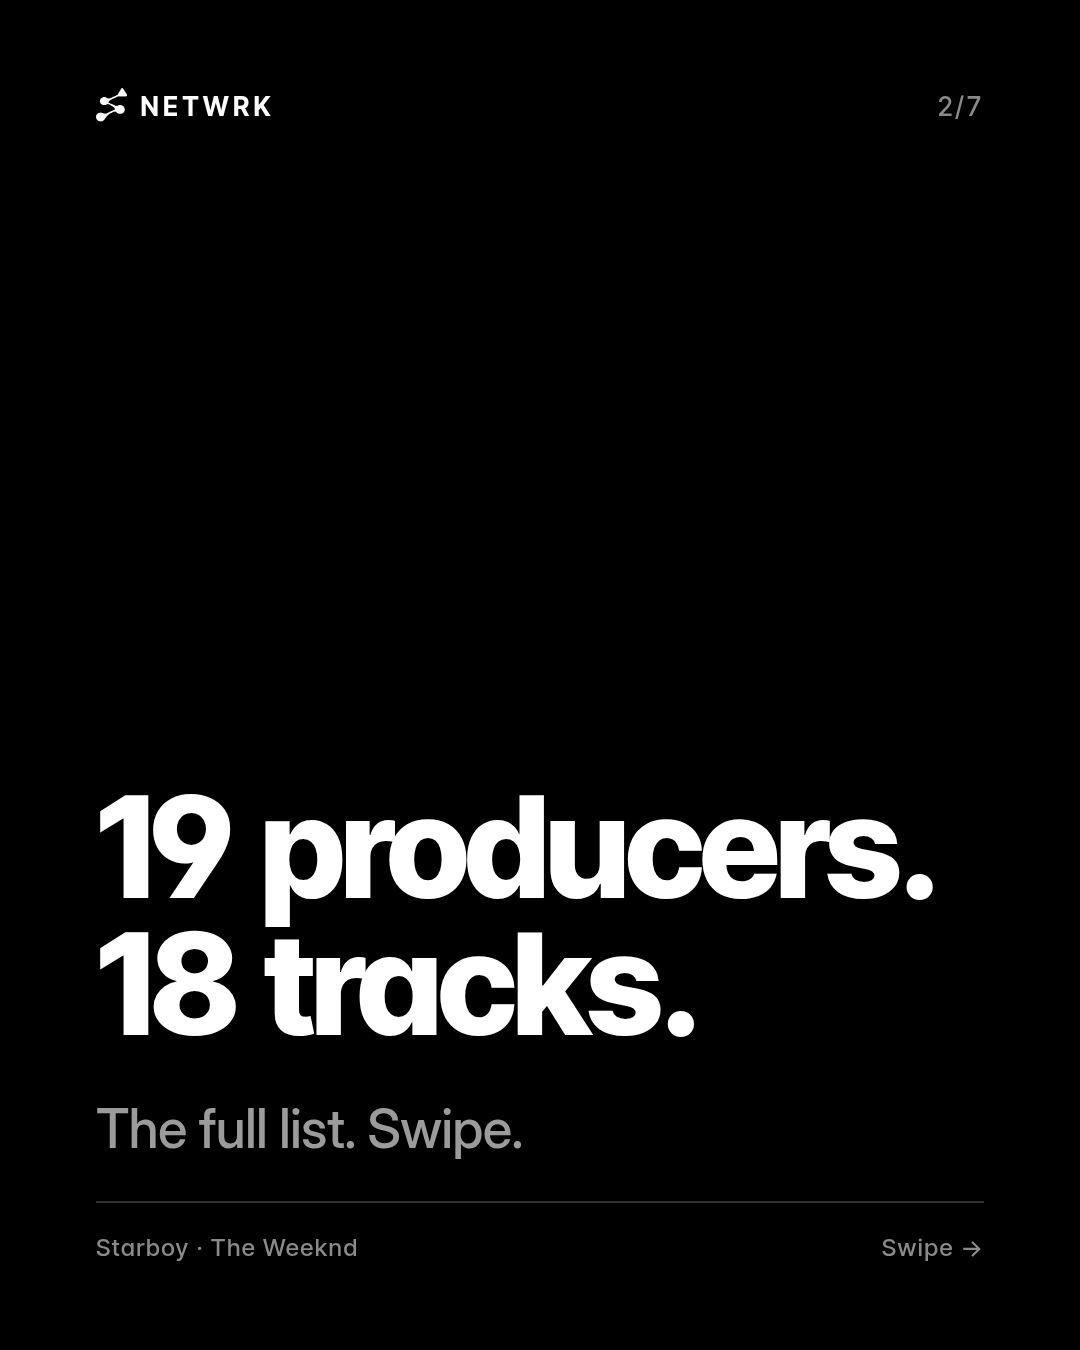 NETWRK
2/7
19 producers.
18 tracks.
The full list. Swipe.
Starboy · The Weeknd
Swipe →